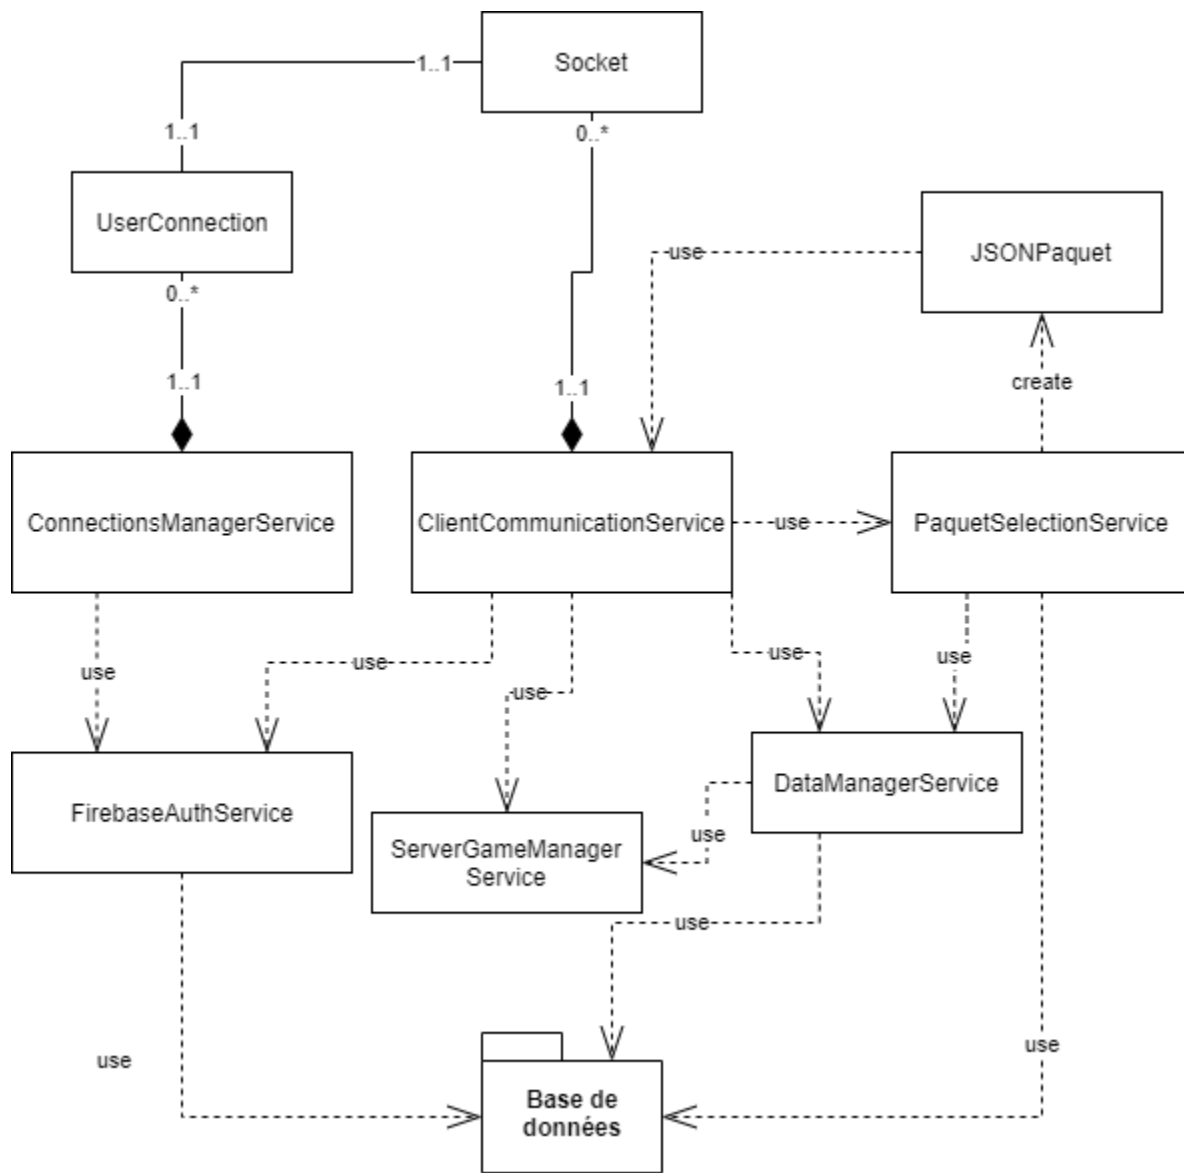 Socket
1..1
0..*
1..1
UserConnection
JSONPaquet
use
0..*
1..1
1..1
create
ConnectionsManagerService
ClientCommunicationService
use
PaquetSelectionService
use
use
use
use
use
FirebaseAuthService
ServerGameManager
Service
DataManagerService
use
use
use
use
Base de
données